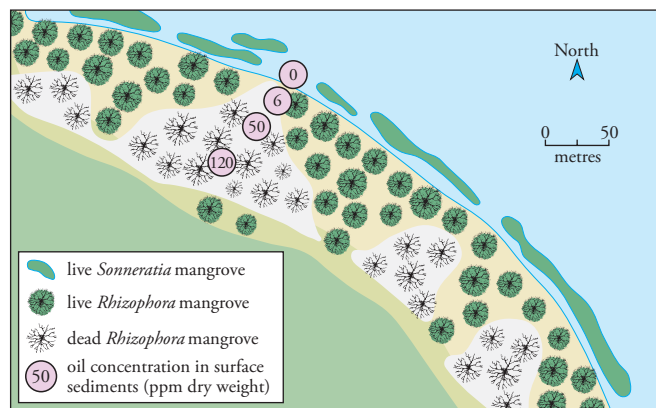 North
0
6
50
120
0 50
metres
live Sonneratia mangrove
live Rhizophora mangrove
dead Rhizophora mangrove
50
oil concentration in surface
sediments (ppm dry weight)